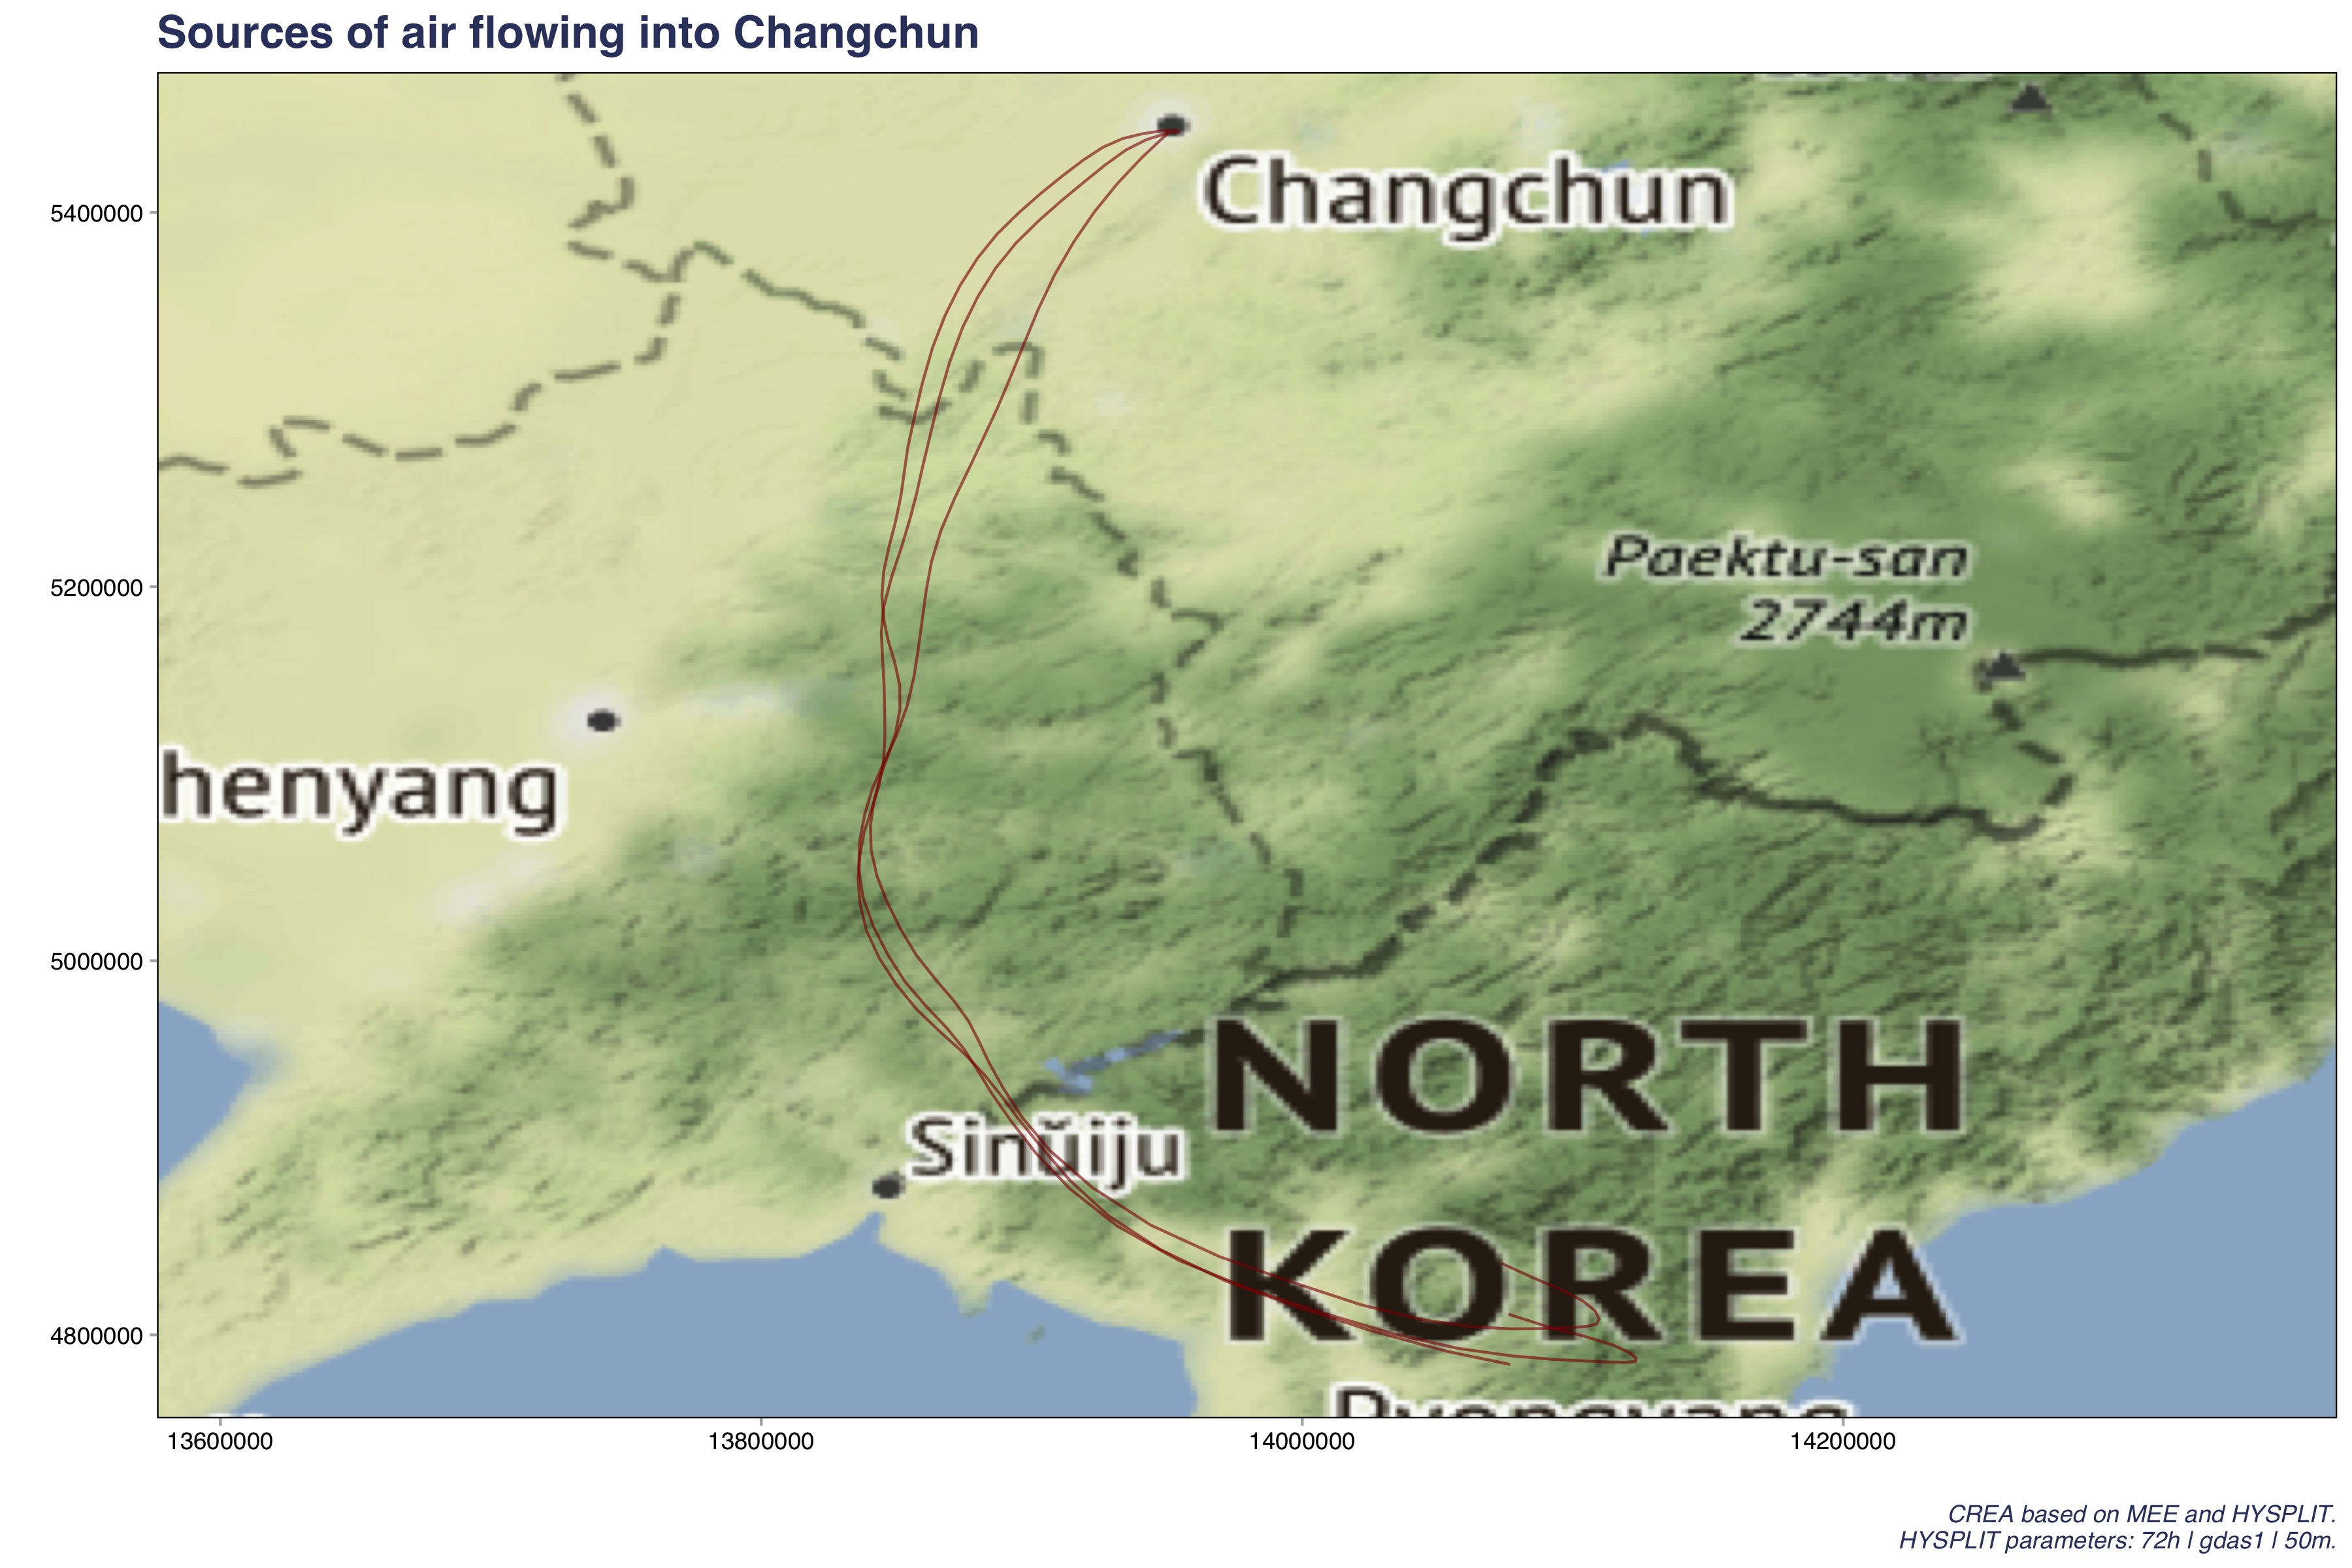 Sources of air flowing into Changchun
Changchun
5400000
Paektu-san
2744m
5200000
henyang
5000000
NORTH
Sinŭiju
KOREA
4800000
13600000 13800000 14000000 14200000
CREA based on MEE and HYSPLIT.
HYSPLIT parameters: 72h | gdas1 | 50m.